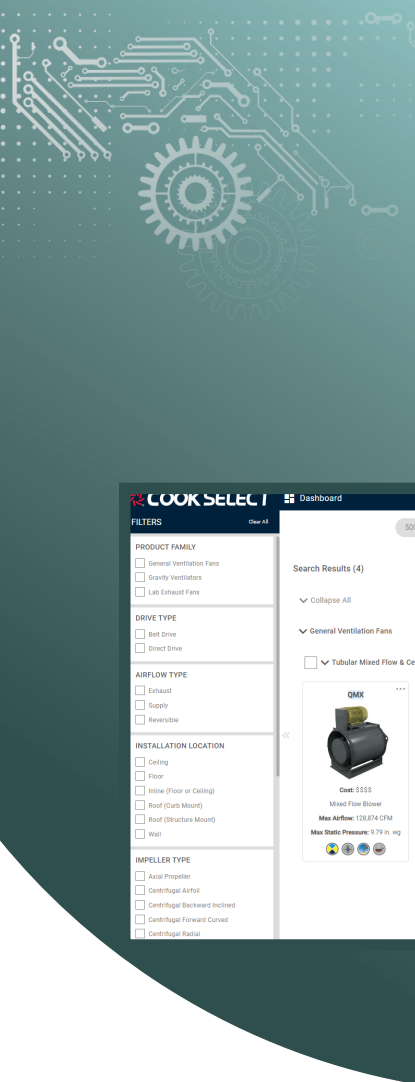 COOK SELECT
Dashboard
FILTERS
Clear All
PRODUCT FAMILY
General Ventilation Fans
Gravity Ventilators
Lab Exhaust Fans
DRIVE TYPE
Belt Drive
Direct Drive
AIRFLOW TYPE
Exhaust
Supply
Reversible
INSTALLATION LOCATION
Ceiling
Floor
Inline (Floor or Ceiling)
Roof (Curb Mount)
Roof (Structure Mount)
Wall
IMPELLER TYPE
Axial Propeller
Centrifugal Airfoil
Centrifugal Backward Inclined
Centrifugal Forward Curved
Centrifugal Radial
Search Results (4)
Collapse All
General Ventilation Fans
Tubular Mixed Flow & Ce
QMX
Cost: $$$$
Mixed Flow Blower
Max Airflow: 128,874 CFM
Max Static Pressure: 9.79 in. wg